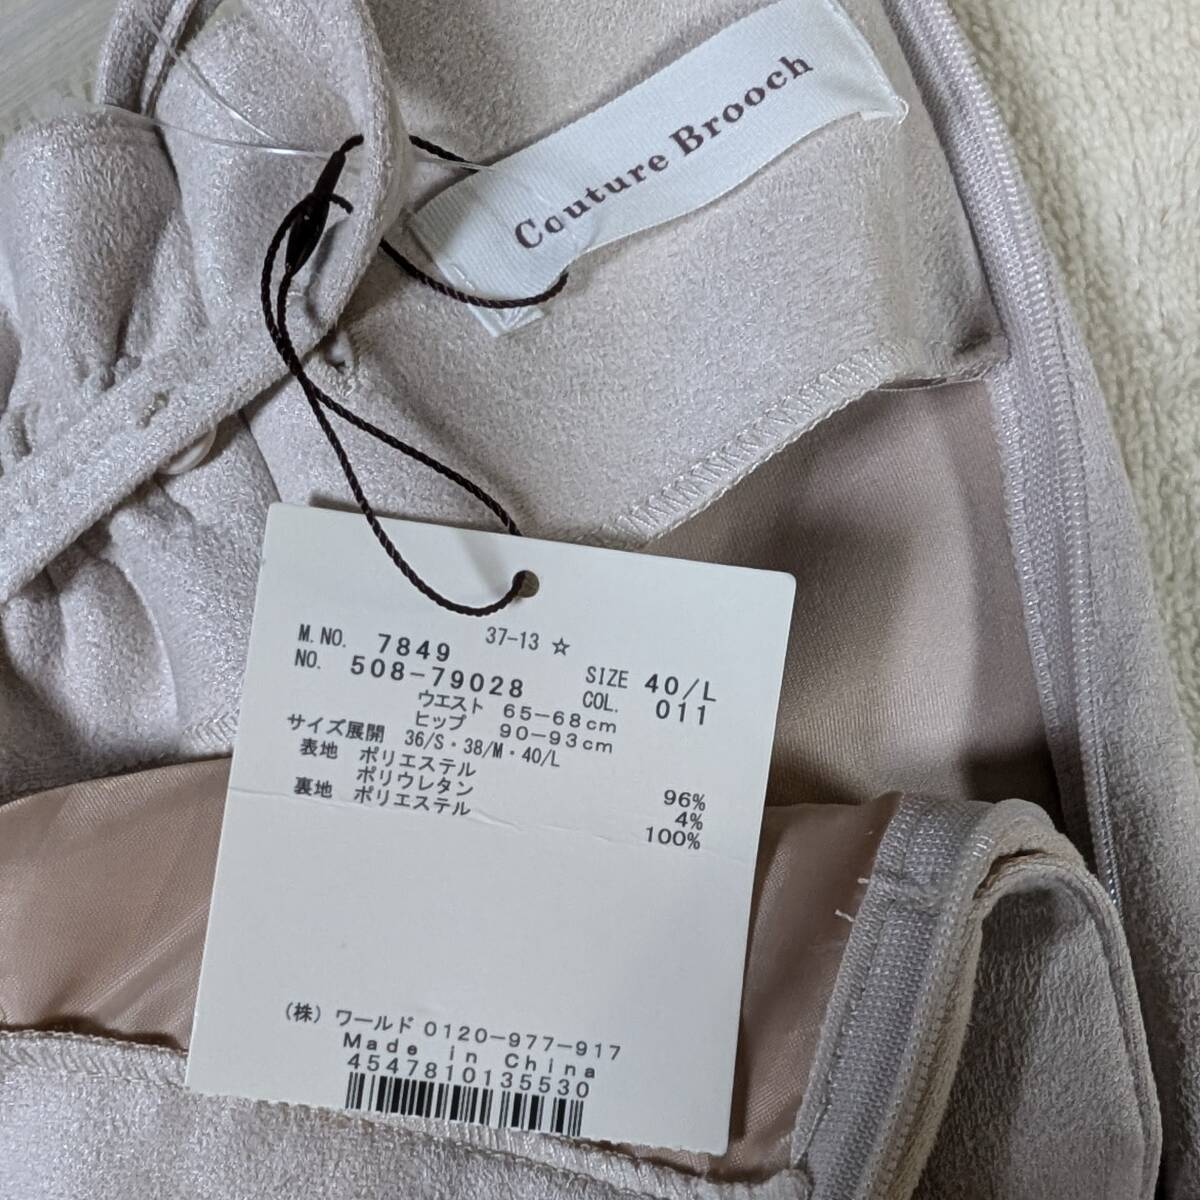 Couture Brooch
37-13 ☆
M.NO. 7849
NO. 508-79028
SIZE 40/L
COL. 011
ウエスト 65-68cm
ヒップ 90-93cm
サイズ展開 36/S・38/M・40/L
表地 ポリエステル 96%
ポリウレタン 4%
裏地 ポリエステル 100%
(株) ワールド 0120-977-917
Made in China
4547810135530